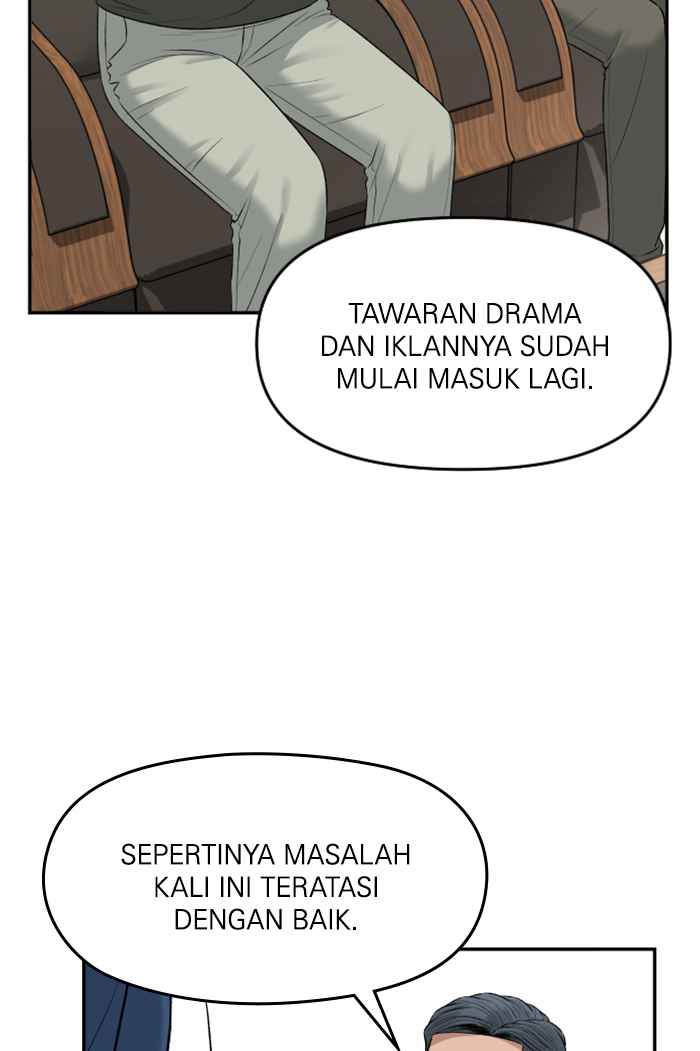 TAWARAN DRAMA
DAN IKLANNYA SUDAH
MULAI MASUK LAGI.
SEPERTINYA MASALAH
KALI INI TERATASI
DENGAN BAIK.